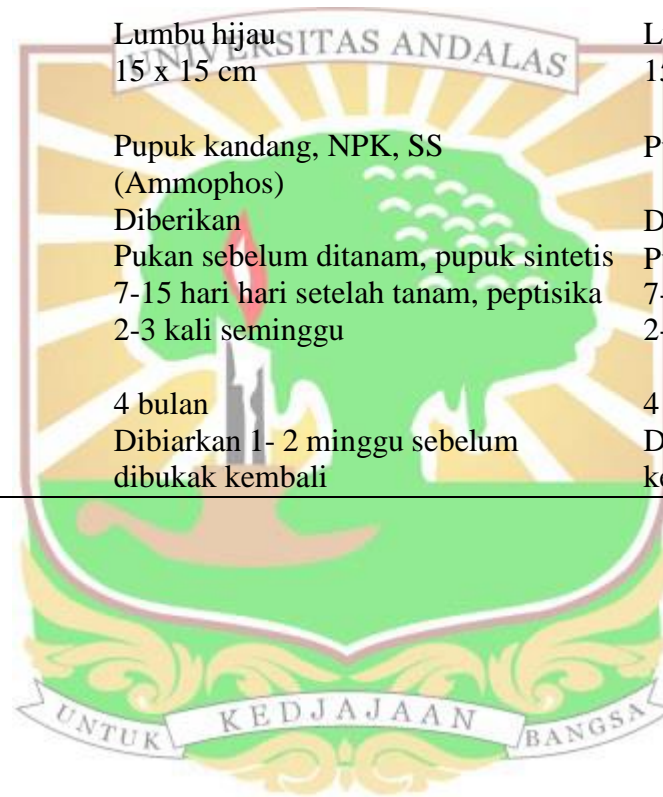 UNIVERSITAS ANDALAS
Lumbu hijau
15 x 15 cm
Pupuk kandang, NPK, SS
(Ammophos)
Diberikan
Pukan sebelum ditanam, pupuk sintetis
7-15 hari hari setelah tanam, peptisika
2-3 kali seminggu
4 bulan
Dibiarkan 1- 2 minggu sebelum
dibukak kembali
4
UNTUK KEDJAJAAN BANGSA